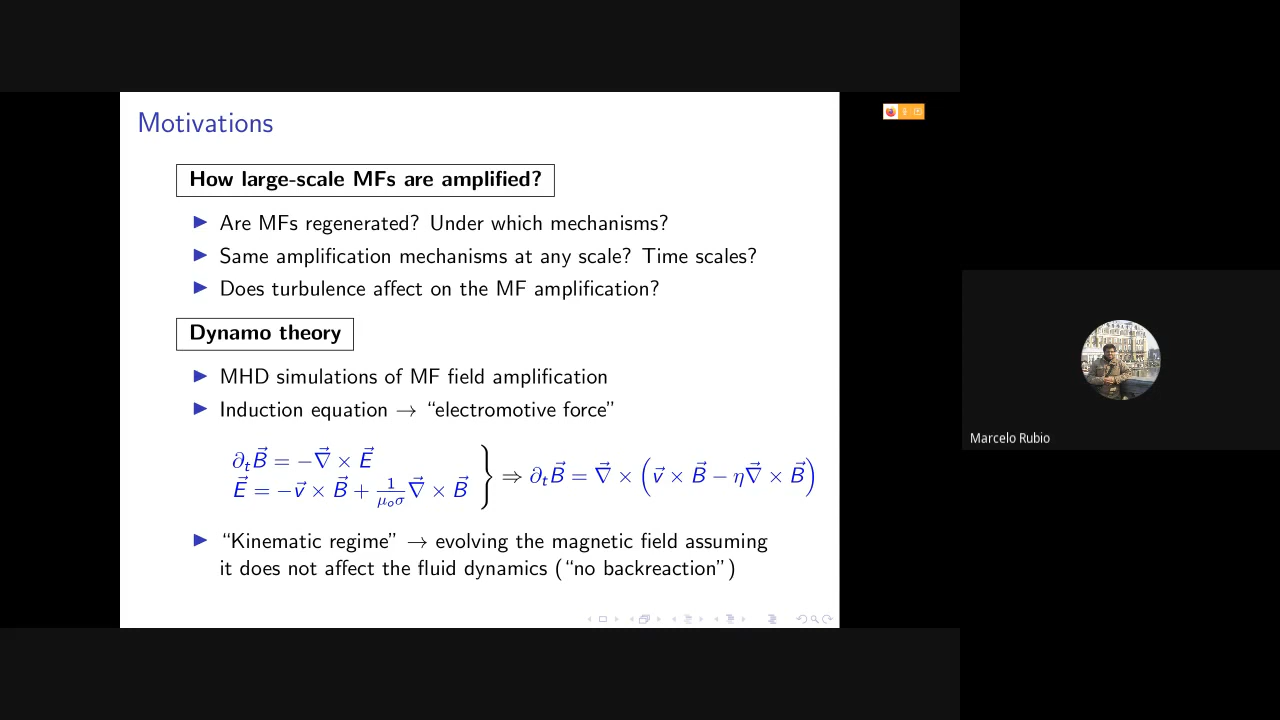 Motivations
How large-scale MFs are amplified?
▶ Are MFs regenerated? Under which mechanisms?
▶ Same amplification mechanisms at any scale? Time scales?
▶ Does turbulence affect on the MF amplification?
Dynamo theory
▶ MHD simulations of MF field amplification
▶ Induction equation → “electromotive force”
∂ₜB⃗ = −∇⃗ × E⃗
E⃗ = −v⃗ × B⃗ + 1/(μₒσ) ∇⃗ × B⃗ } ⇒ ∂ₜB⃗ = ∇⃗ × (v⃗ × B⃗ − η∇⃗ × B⃗)
▶ “Kinematic regime” → evolving the magnetic field assuming
it does not affect the fluid dynamics (“no backreaction”)
Marcelo Rubio